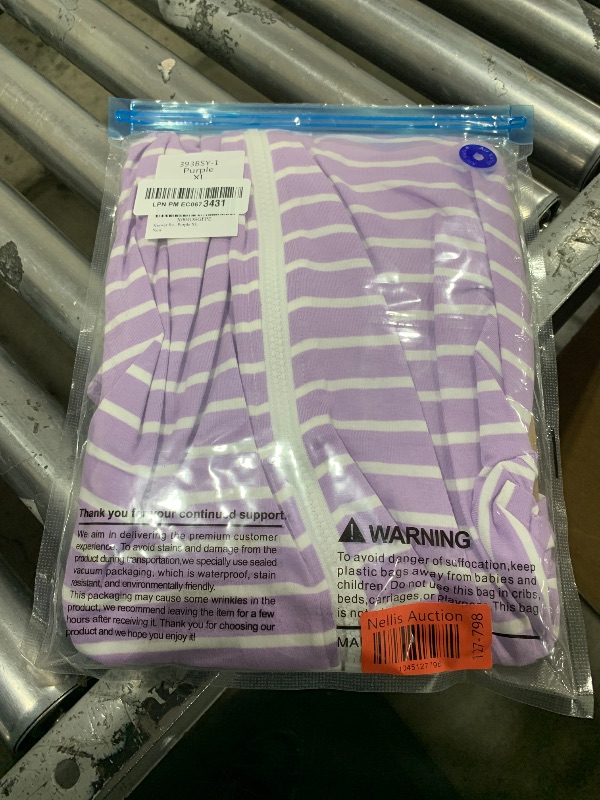 393BSY-1
Purple
XL
LPN PM EC067 3431
New
Thank you for your continued support.
We aim in delivering the premium customer
experience. To avoid stains and damage from the
product during transportation,we specially use sealed
vacuum packaging, which is waterproof, stain
resistant, and environmentally friendly.
This packaging may cause some wrinkles in the
product, we recommend leaving the item for a few
hours after receiving it. Thank you for choosing our
product and we hope you enjoy it!
WARNING
To avoid danger of suffocation,keep
plastic bags away from babies and
children. Do not use this bag in cribs,
beds, carriages, or playpens. This bag
is not
MA
Nellis Auction
127-798